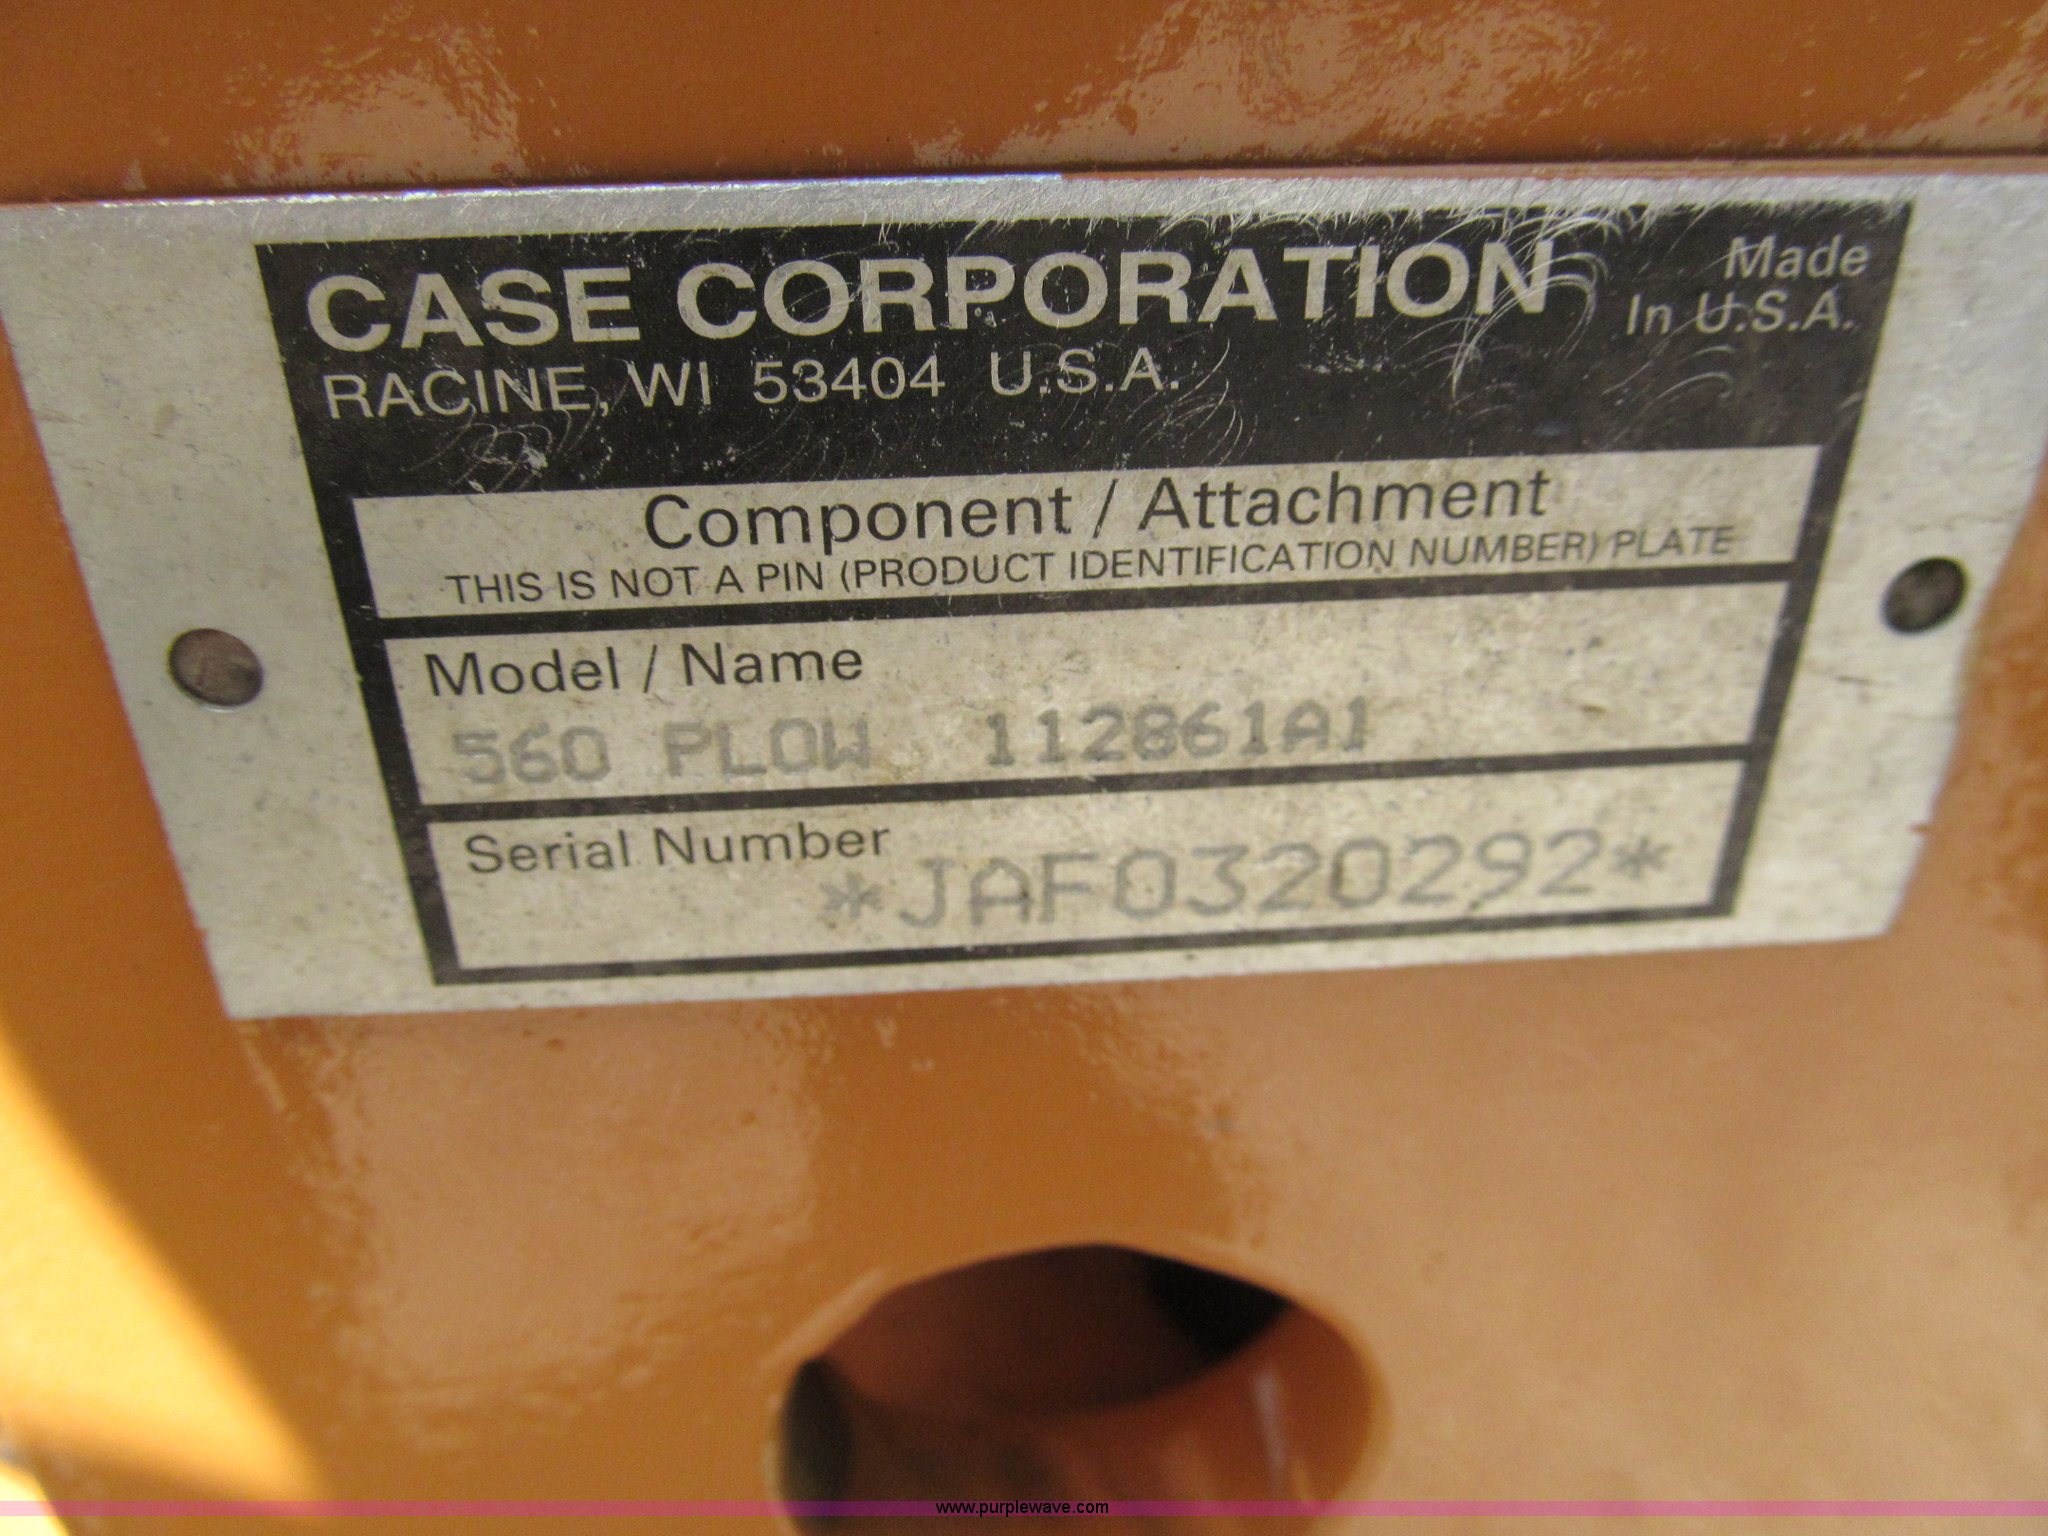 CASE CORPORATION
Made
In U.S.A.
RACINE, WI 53404 U.S.A.
Component / Attachment
THIS IS NOT A PIN (PRODUCT IDENTIFICATION NUMBER) PLATE
Model / Name
560 PLOW 112861A1
Serial Number
*JAF0320292*
www.purplewave.com